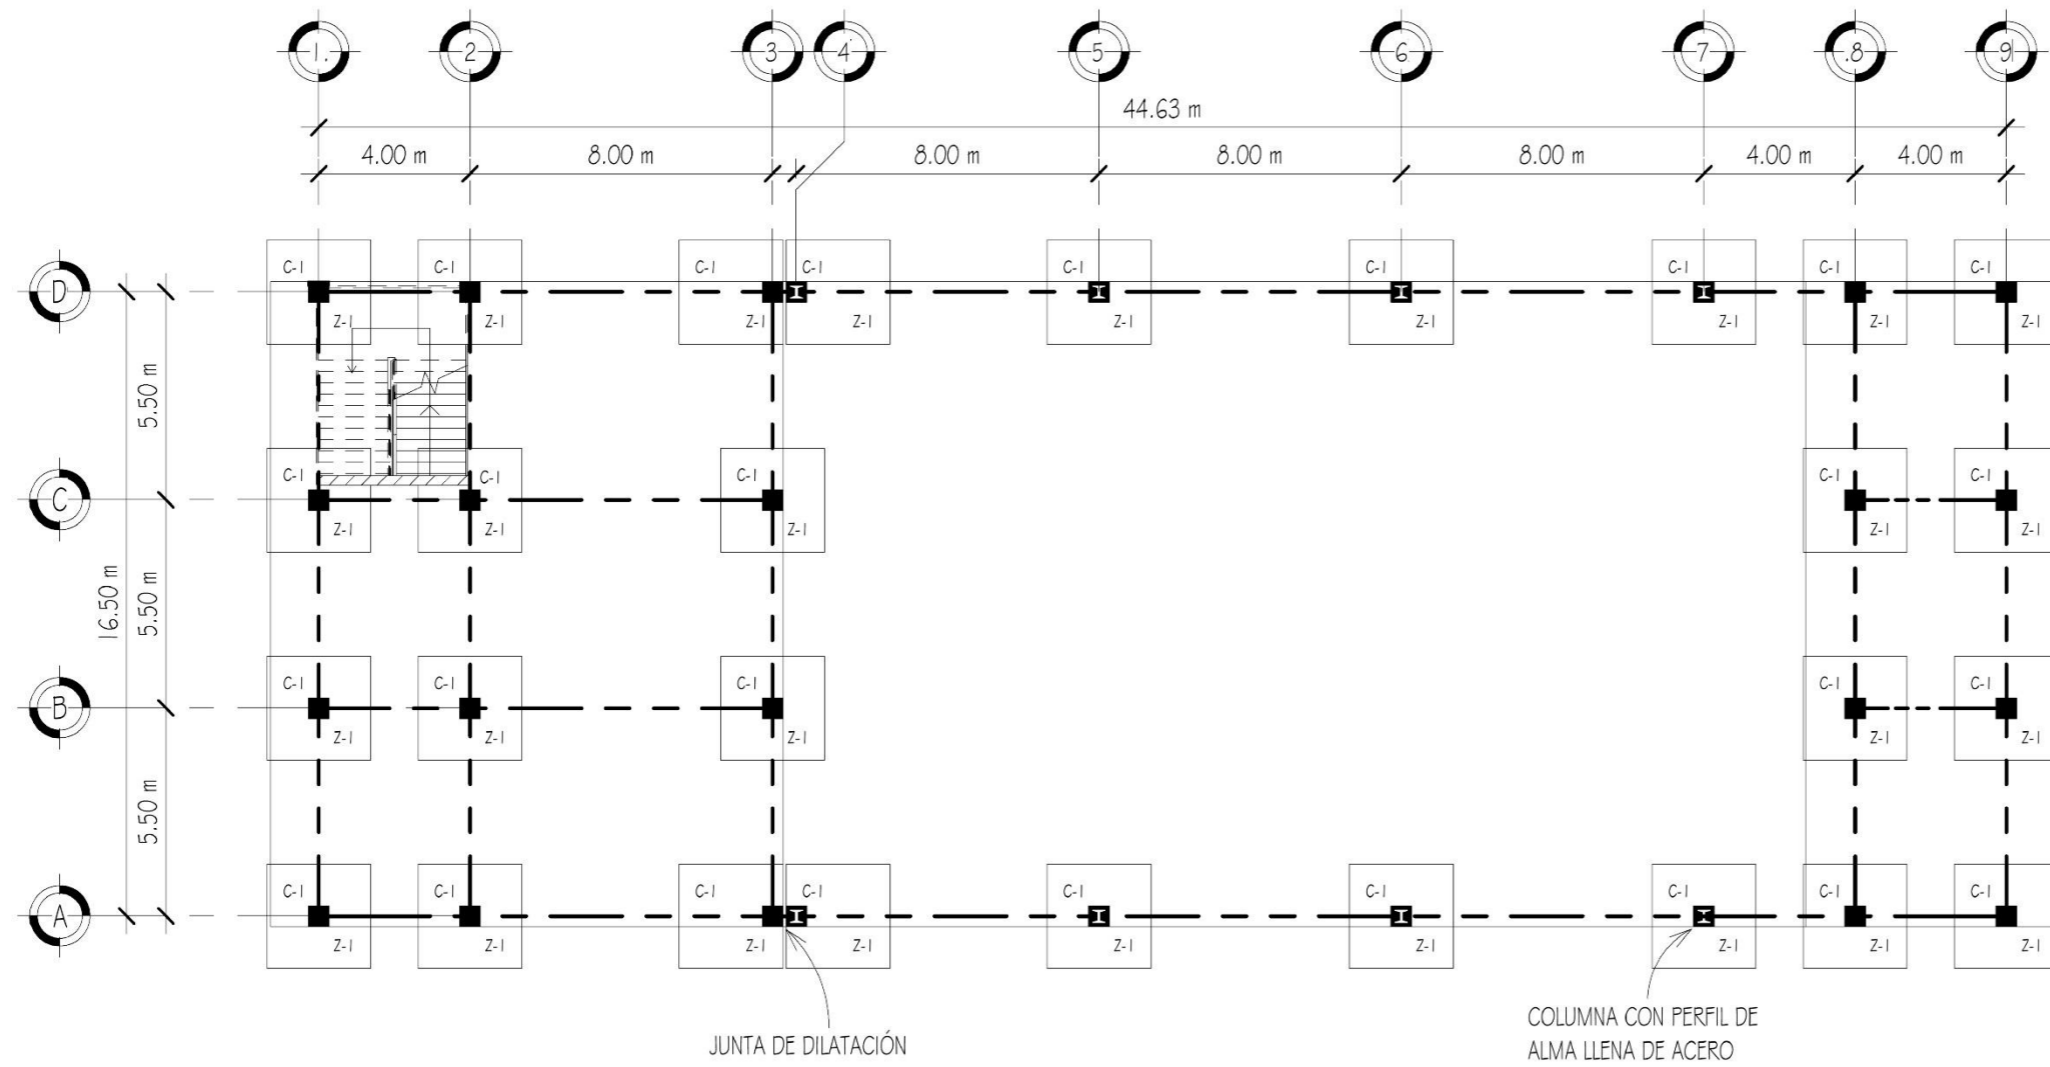 1. 2 3 4 5 6 7 8 9
44.63 m
4.00 m 8.00 m 8.00 m 8.00 m 8.00 m 4.00 m 4.00 m
C-1 C-1 C-1 C-1 C-1 C-1 C-1 C-1 C-1
D
Z-1 Z-1 Z-1 Z-1 Z-1 Z-1 Z-1 Z-1 Z-1
5.50 m
C-1 C-1 C-1 C-1 C-1
C
Z-1 Z-1 Z-1 Z-1 Z-1
16.50 m
5.50 m
C-1 C-1 C-1 C-1 C-1
B
Z-1 Z-1 Z-1 Z-1 Z-1
5.50 m
C-1 C-1 C-1 C-1 C-1 C-1 C-1 C-1 C-1
A
Z-1 Z-1 Z-1 Z-1 Z-1 Z-1 Z-1 Z-1 Z-1
JUNTA DE DILATACIÓN
COLUMNA CON PERFIL DE
ALMA LLENA DE ACERO